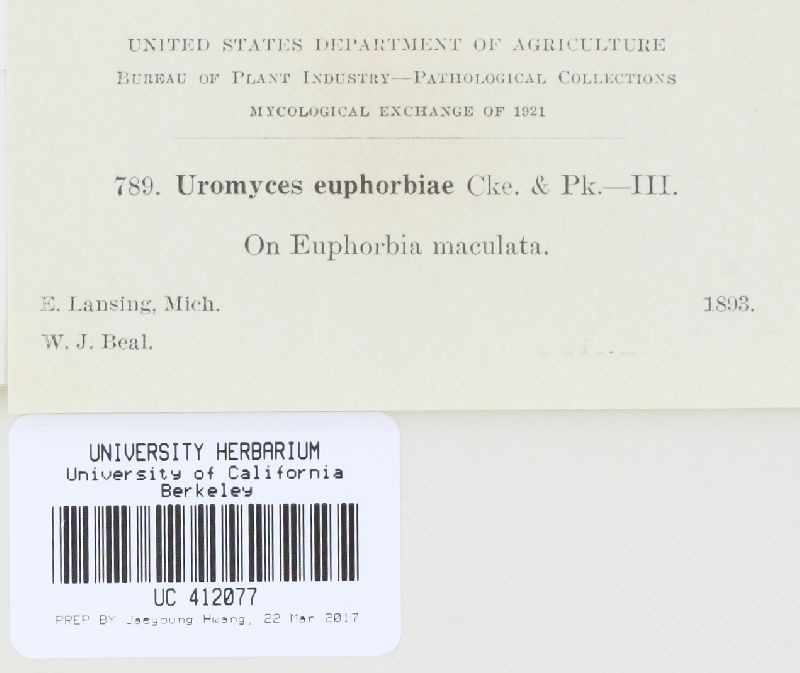 UNITED STATES DEPARTMENT OF AGRICULTURE
BUREAU OF PLANT INDUSTRY—PATHOLOGICAL COLLECTIONS
MYCOLOGICAL EXCHANGE OF 1921
789. Uromyces euphorbiae Cke. & Pk.—III.
On Euphorbia maculata.
E. Lansing, Mich. 1893.
W. J. Beal.
UNIVERSITY HERBARIUM
University of California
Berkeley
UC 412077
PREP BY Jaeyoung Hwang, 22 Mar 2017